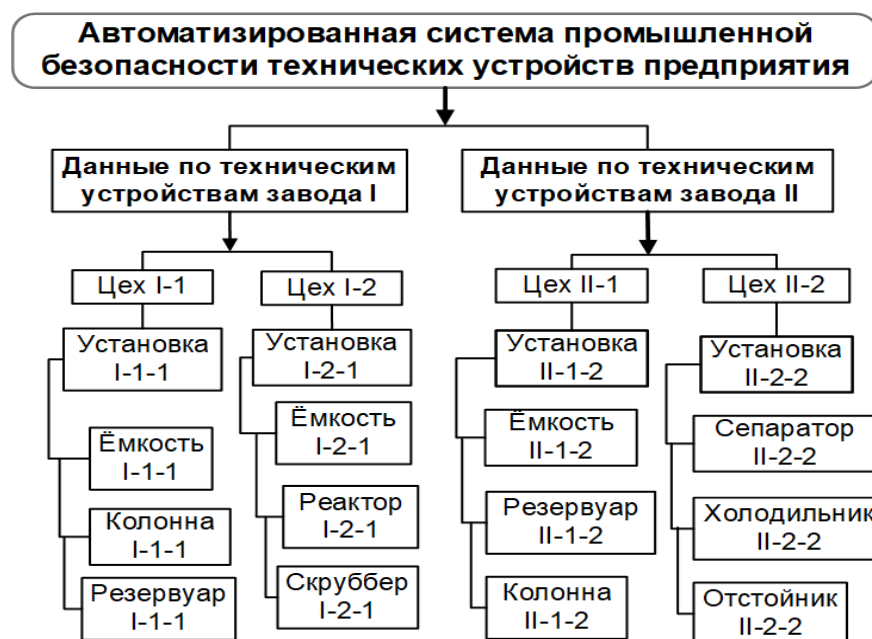 Автоматизированная система промышленной
безопасности технических устройств предприятия
Данные по техническим
устройствам завода I
Данные по техническим
устройствам завода II
Цех I-1
Установка
I-1-1
Ёмкость
I-1-1
Колонна
I-1-1
Резервуар
I-1-1
Цех I-2
Установка
I-2-1
Ёмкость
I-2-1
Реактор
I-2-1
Скруббер
I-2-1
Цех II-1
Установка
II-1-2
Ёмкость
II-1-2
Резервуар
II-1-2
Колонна
II-1-2
Цех II-2
Установка
II-2-2
Сепаратор
II-2-2
Холодильник
II-2-2
Отстойник
II-2-2